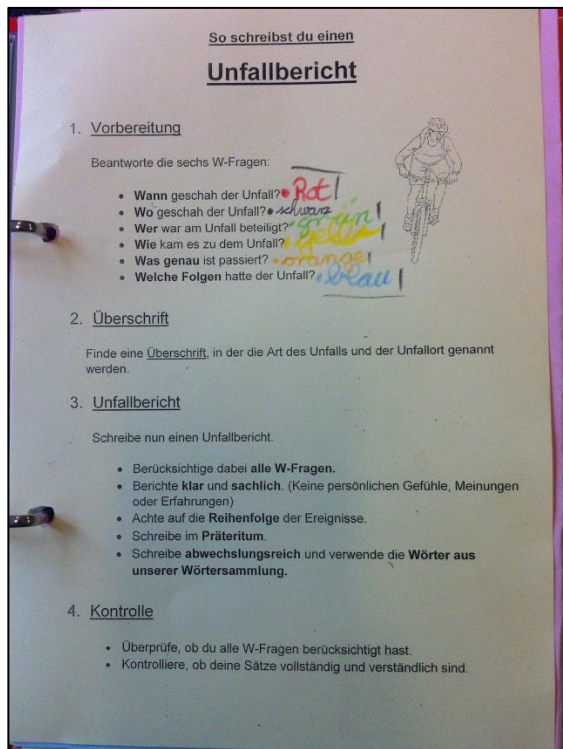 So schreibst du einen
Unfallbericht
1. Vorbereitung
Beantworte die sechs W-Fragen:
• Wann geschah der Unfall? • Rot
• Wo geschah der Unfall? • schwarz
• Wer war am Unfall beteiligt? • grün
• Wie kam es zu dem Unfall? • gelb
• Was genau ist passiert? • orange
• Welche Folgen hatte der Unfall? • blau
2. Überschrift
Finde eine Überschrift, in der die Art des Unfalls und der Unfallort genannt
werden.
3. Unfallbericht
Schreibe nun einen Unfallbericht.
• Berücksichtige dabei alle W-Fragen.
• Berichte klar und sachlich. (Keine persönlichen Gefühle, Meinungen
oder Erfahrungen)
• Achte auf die Reihenfolge der Ereignisse.
• Schreibe im Präteritum.
• Schreibe abwechslungsreich und verwende die Wörter aus
unserer Wörtersammlung.
4. Kontrolle
• Überprüfe, ob du alle W-Fragen berücksichtigt hast.
• Kontrolliere, ob deine Sätze vollständig und verständlich sind.